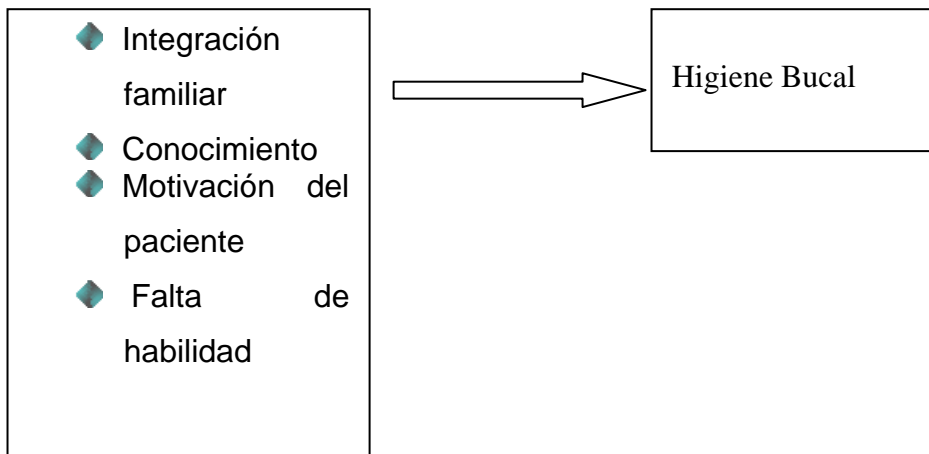 Integración
familiar
Conocimiento
Motivación del
paciente
Falta de
habilidad
Higiene Bucal